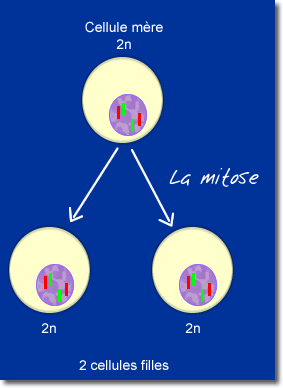 Cellule mère
2n
La mitose
2n
2n
2 cellules filles